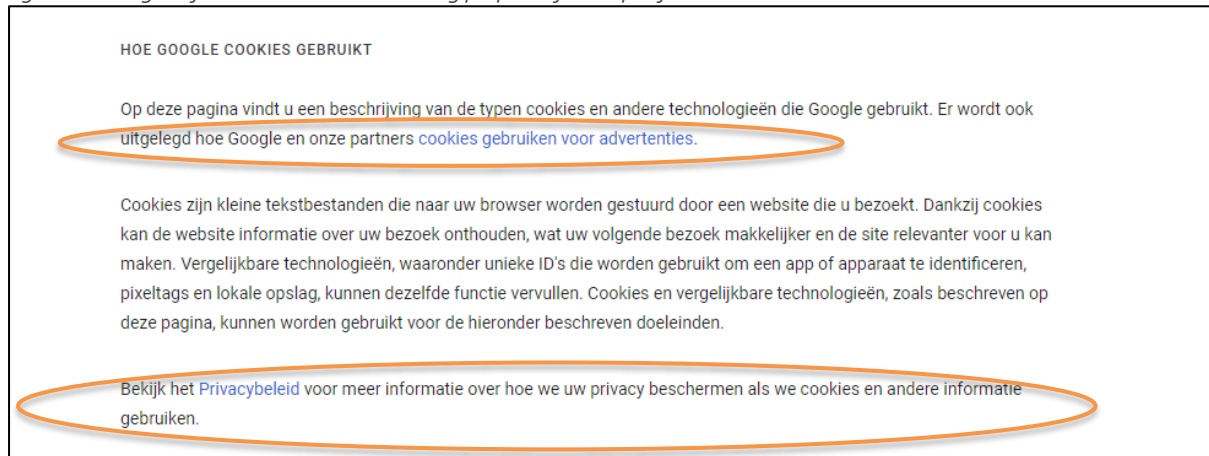 HOE GOOGLE COOKIES GEBRUIKT
Op deze pagina vindt u een beschrijving van de typen cookies en andere technologieën die Google gebruikt. Er wordt ook
uitgelegd hoe Google en onze partners cookies gebruiken voor advertenties.
Cookies zijn kleine tekstbestanden die naar uw browser worden gestuurd door een website die u bezoekt. Dankzij cookies
kan de website informatie over uw bezoek onthouden, wat uw volgende bezoek makkelijker en de site relevanter voor u kan
maken. Vergelijkbare technologieën, waaronder unieke ID's die worden gebruikt om een app of apparaat te identificeren,
pixeltags en lokale opslag, kunnen dezelfde functie vervullen. Cookies en vergelijkbare technologieën, zoals beschreven op
deze pagina, kunnen worden gebruikt voor de hieronder beschreven doeleinden.
Bekijk het Privacybeleid voor meer informatie over hoe we uw privacy beschermen als we cookies en andere informatie
gebruiken.